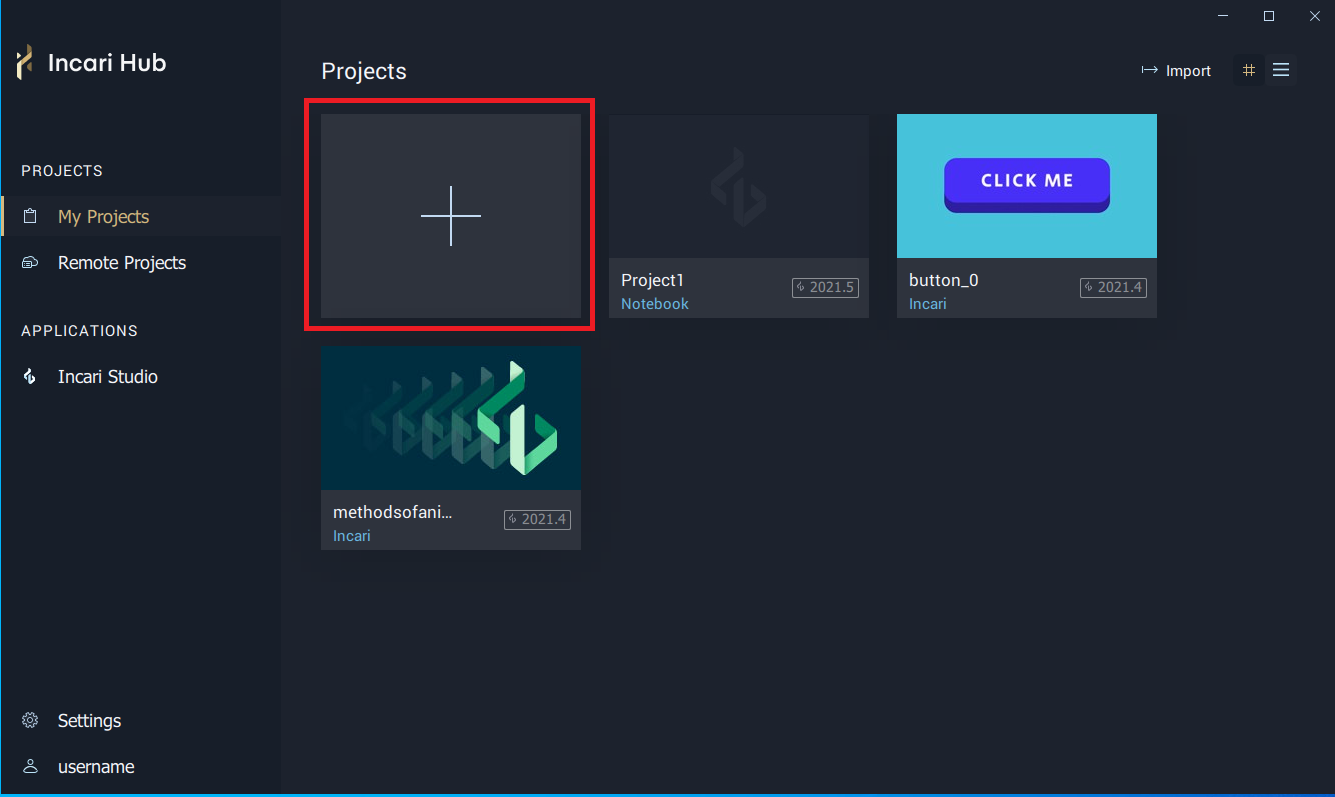 Incari Hub
Projects
Import
PROJECTS
My Projects
Remote Projects
APPLICATIONS
Incari Studio
Project1
2021.5
Notebook
CLICK ME
button_0
2021.4
Incari
methodsofani...
2021.4
Incari
Settings
username